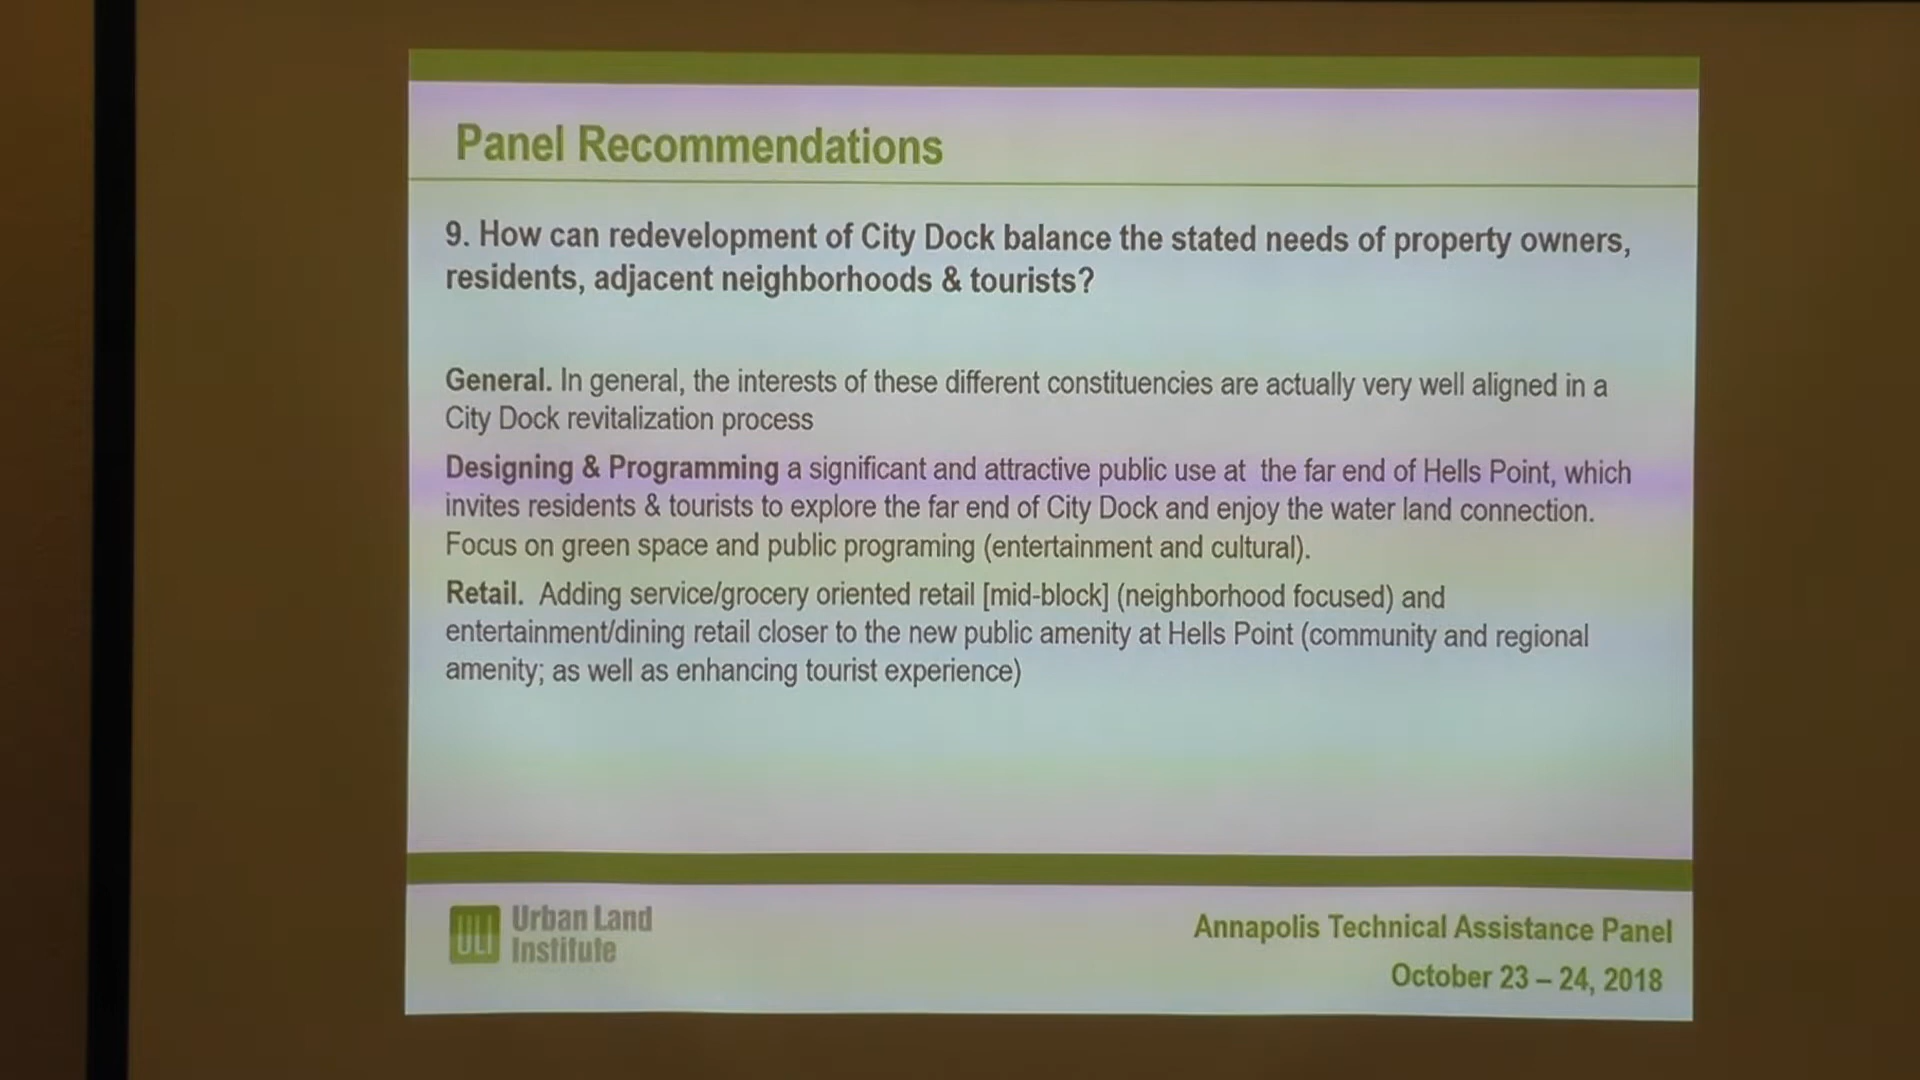 Panel Recommendations
9. How can redevelopment of City Dock balance the stated needs of property owners,
residents, adjacent neighborhoods & tourists?
General. In general, the interests of these different constituencies are actually very well aligned in a
City Dock revitalization process
Designing & Programming a significant and attractive public use at the far end of Hells Point, which
invites residents & tourists to explore the far end of City Dock and enjoy the water land connection.
Focus on green space and public programing (entertainment and cultural).
Retail. Adding service/grocery oriented retail [mid-block] (neighborhood focused) and
entertainment/dining retail closer to the new public amenity at Hells Point (community and regional
amenity; as well as enhancing tourist experience)
ULI
Urban Land
Institute
Annapolis Technical Assistance Panel
October 23 – 24, 2018